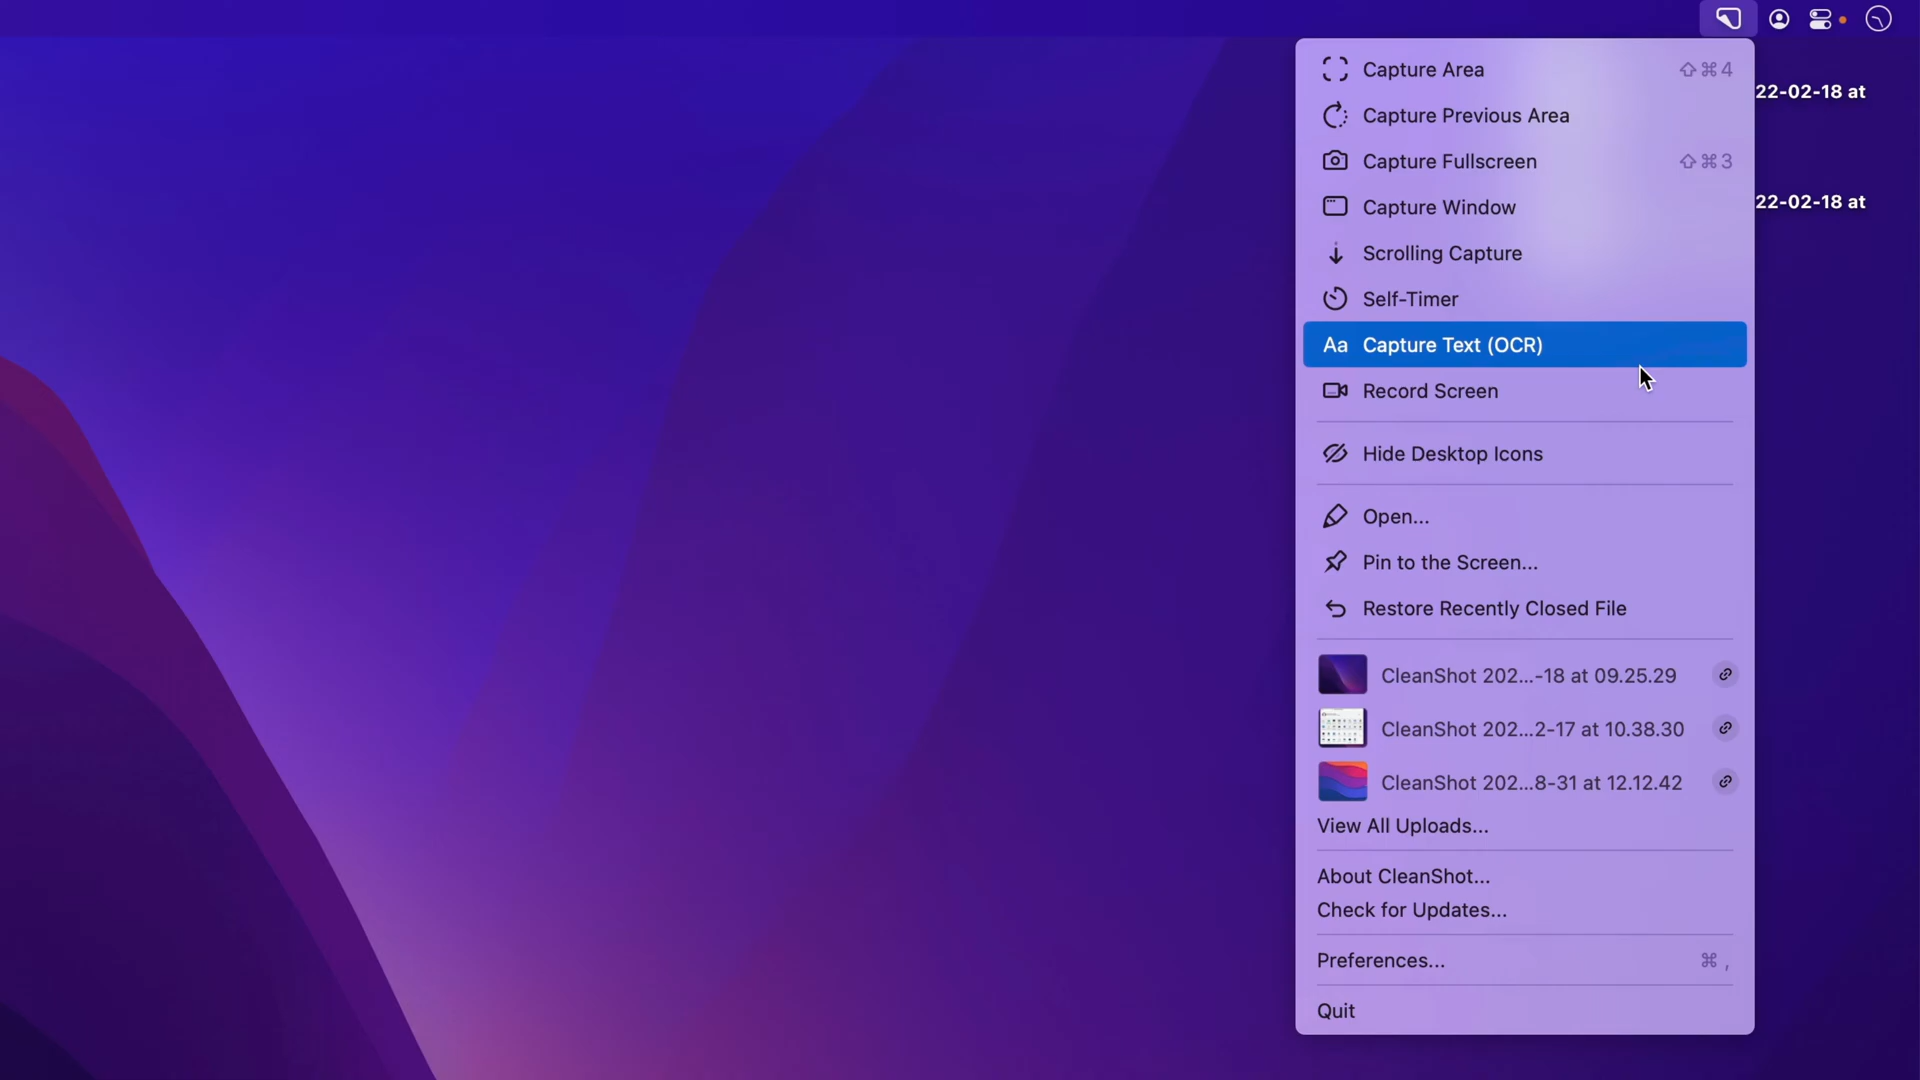 Capture Area ⇧⌘4
22-02-18 at
Capture Previous Area
Capture Fullscreen ⇧⌘3
Capture Window
22-02-18 at
Scrolling Capture
Self-Timer
Aa Capture Text (OCR)
Record Screen
Hide Desktop Icons
Open...
Pin to the Screen...
Restore Recently Closed File
CleanShot 202...-18 at 09.25.29
CleanShot 202...2-17 at 10.38.30
CleanShot 202...8-31 at 12.12.42
View All Uploads...
About CleanShot...
Check for Updates...
Preferences... ⌘ ,
Quit